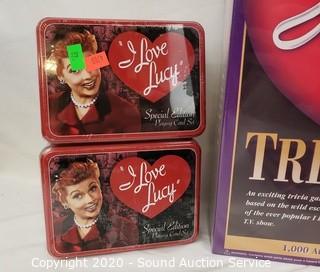 "I Love
Lucy"
Special Edition
Playing Card Set
"I Love
Lucy"
Special Edition
Playing Card Set
TRI
An exciting trivia ga
based on the wild esc
of the ever popular I
T.V. show.
1,000 A
Copyright 2020 - Sound Auction Service